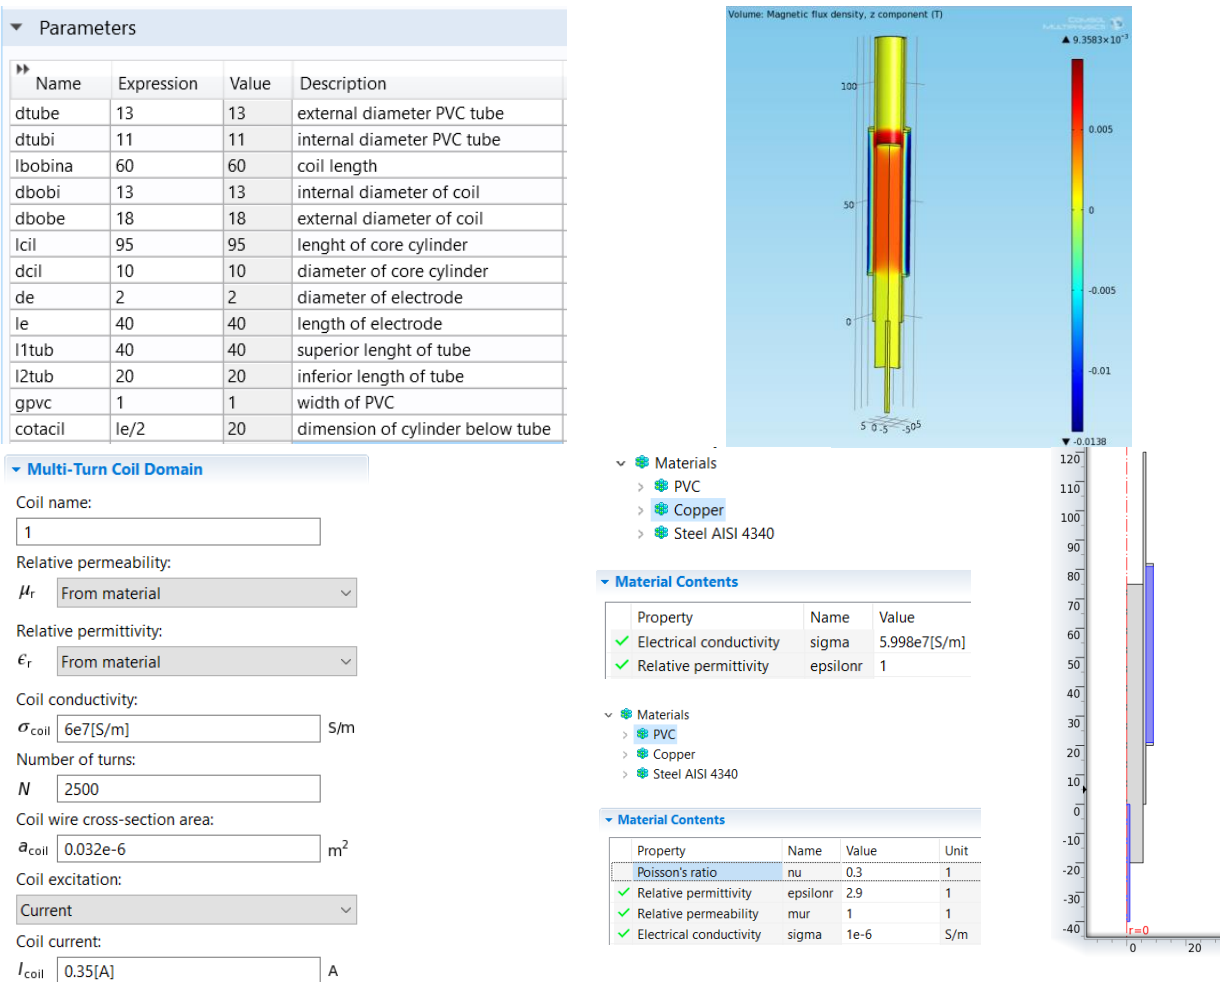 Parameters
Name Expression Value Description
dtube 13 13 external diameter PVC tube
dtubi 11 11 internal diameter PVC tube
lbobina 60 60 coil length
dbobi 13 13 internal diameter of coil
dbobe 18 18 external diameter of coil
lcil 95 95 lenght of core cylinder
dcil 10 10 diameter of core cylinder
de 2 2 diameter of electrode
le 40 40 length of electrode
l1tub 40 40 superior lenght of tube
l2tub 20 20 inferior length of tube
gpvc 1 1 width of PVC
cotacil le/2 20 dimension of cylinder below tube
Volume: Magnetic flux density, z component (T)
COMSOL
MULTIPHYSICS
▲ 9.3583×10⁻³
100
50
0
0.005
0
-0.005
-0.01
▼ -0.0138
5 0 -5 -5 0 5
Multi-Turn Coil Domain
Coil name:
1
Relative permeability:
μr From material
Relative permittivity:
ϵr From material
Coil conductivity:
σcoil 6e7[S/m] S/m
Number of turns:
N 2500
Coil wire cross-section area:
acoil 0.032e-6 m²
Coil excitation:
Current
Coil current:
Icoil 0.35[A] A
Materials
PVC
Copper
Steel AISI 4340
Material Contents
Property Name Value
Electrical conductivity sigma 5.998e7[S/m]
Relative permittivity epsilonr 1
Materials
PVC
Copper
Steel AISI 4340
Material Contents
Property Name Value Unit
Poisson's ratio nu 0.3 1
Relative permittivity epsilonr 2.9 1
Relative permeability mur 1 1
Electrical conductivity sigma 1e-6 S/m
120
110
100
90
80
70
60
50
40
30
20
10
0
-10
-20
-30
-40
r=0
0 20